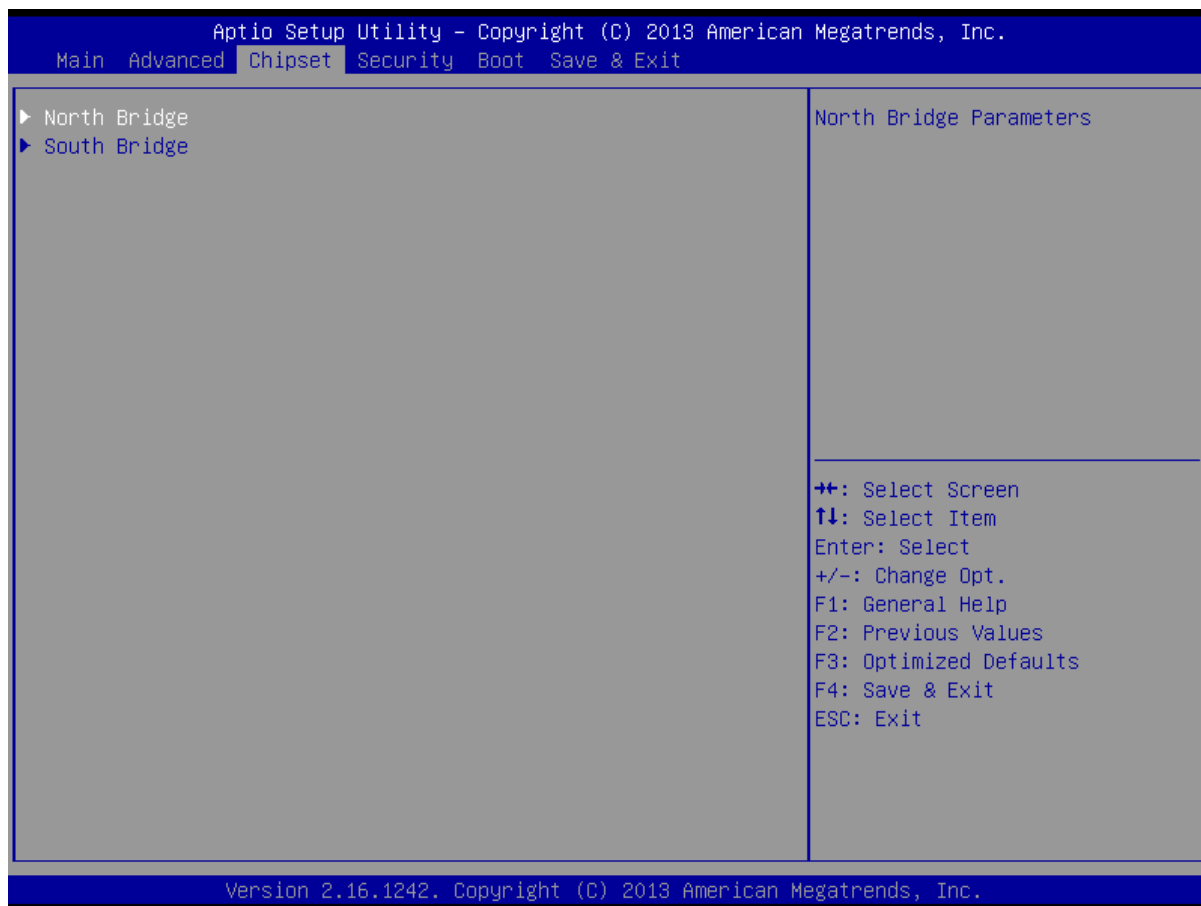 Aptio Setup Utility – Copyright (C) 2013 American Megatrends, Inc.
Main Advanced Chipset Security Boot Save & Exit
▶ North Bridge
▶ South Bridge
North Bridge Parameters
→←: Select Screen
↑↓: Select Item
Enter: Select
+/-: Change Opt.
F1: General Help
F2: Previous Values
F3: Optimized Defaults
F4: Save & Exit
ESC: Exit
Version 2.16.1242. Copyright (C) 2013 American Megatrends, Inc.